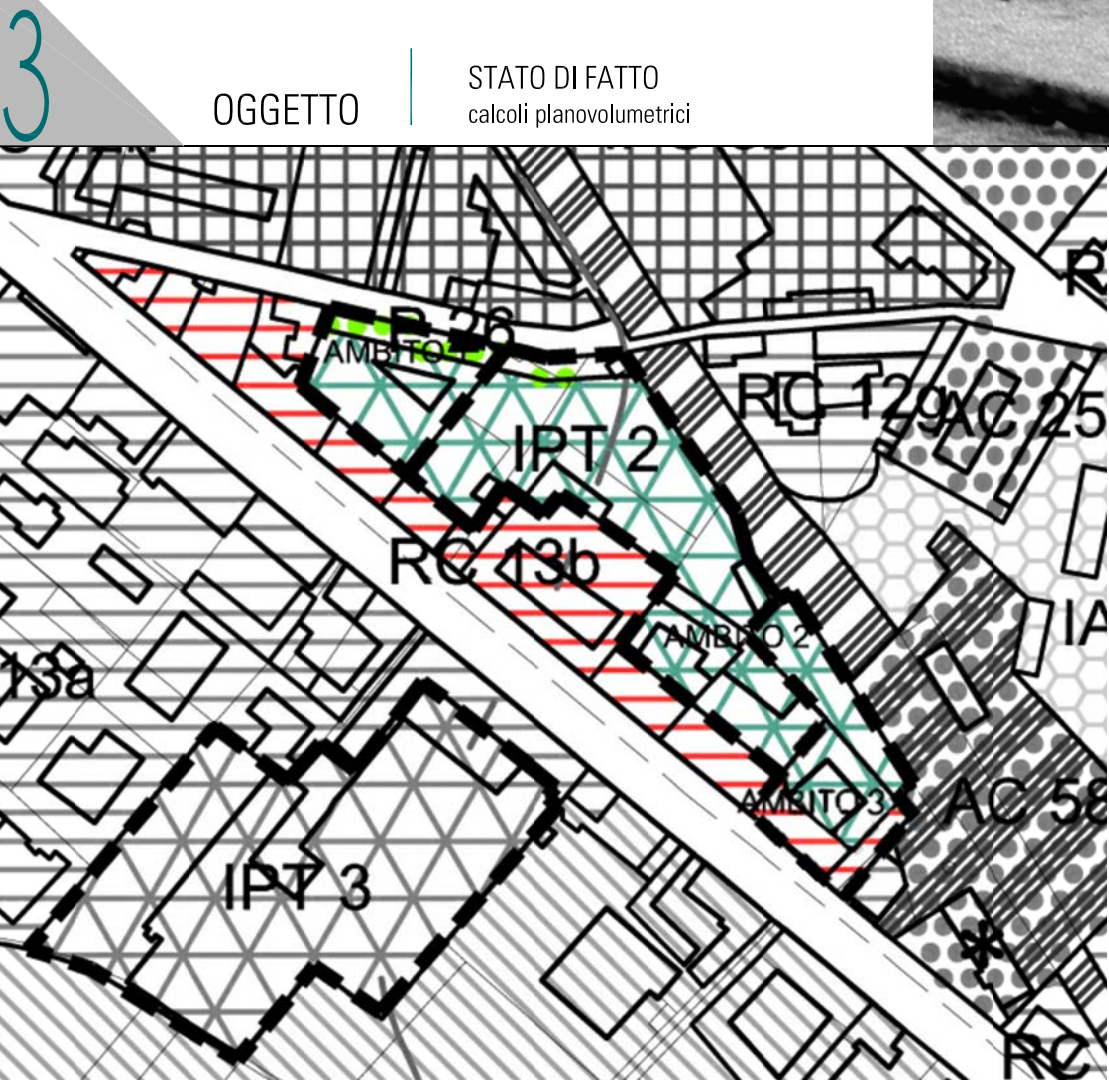 3
OGGETTO
STATO DI FATTO
calcoli planovolumetrici
P 26
AMBITO 1
RC 129
AC 25
IPT 2
RC 13b
AMBITO 2
IA
13a
AMBITO 3
AC 58
IPT 3
*
RC